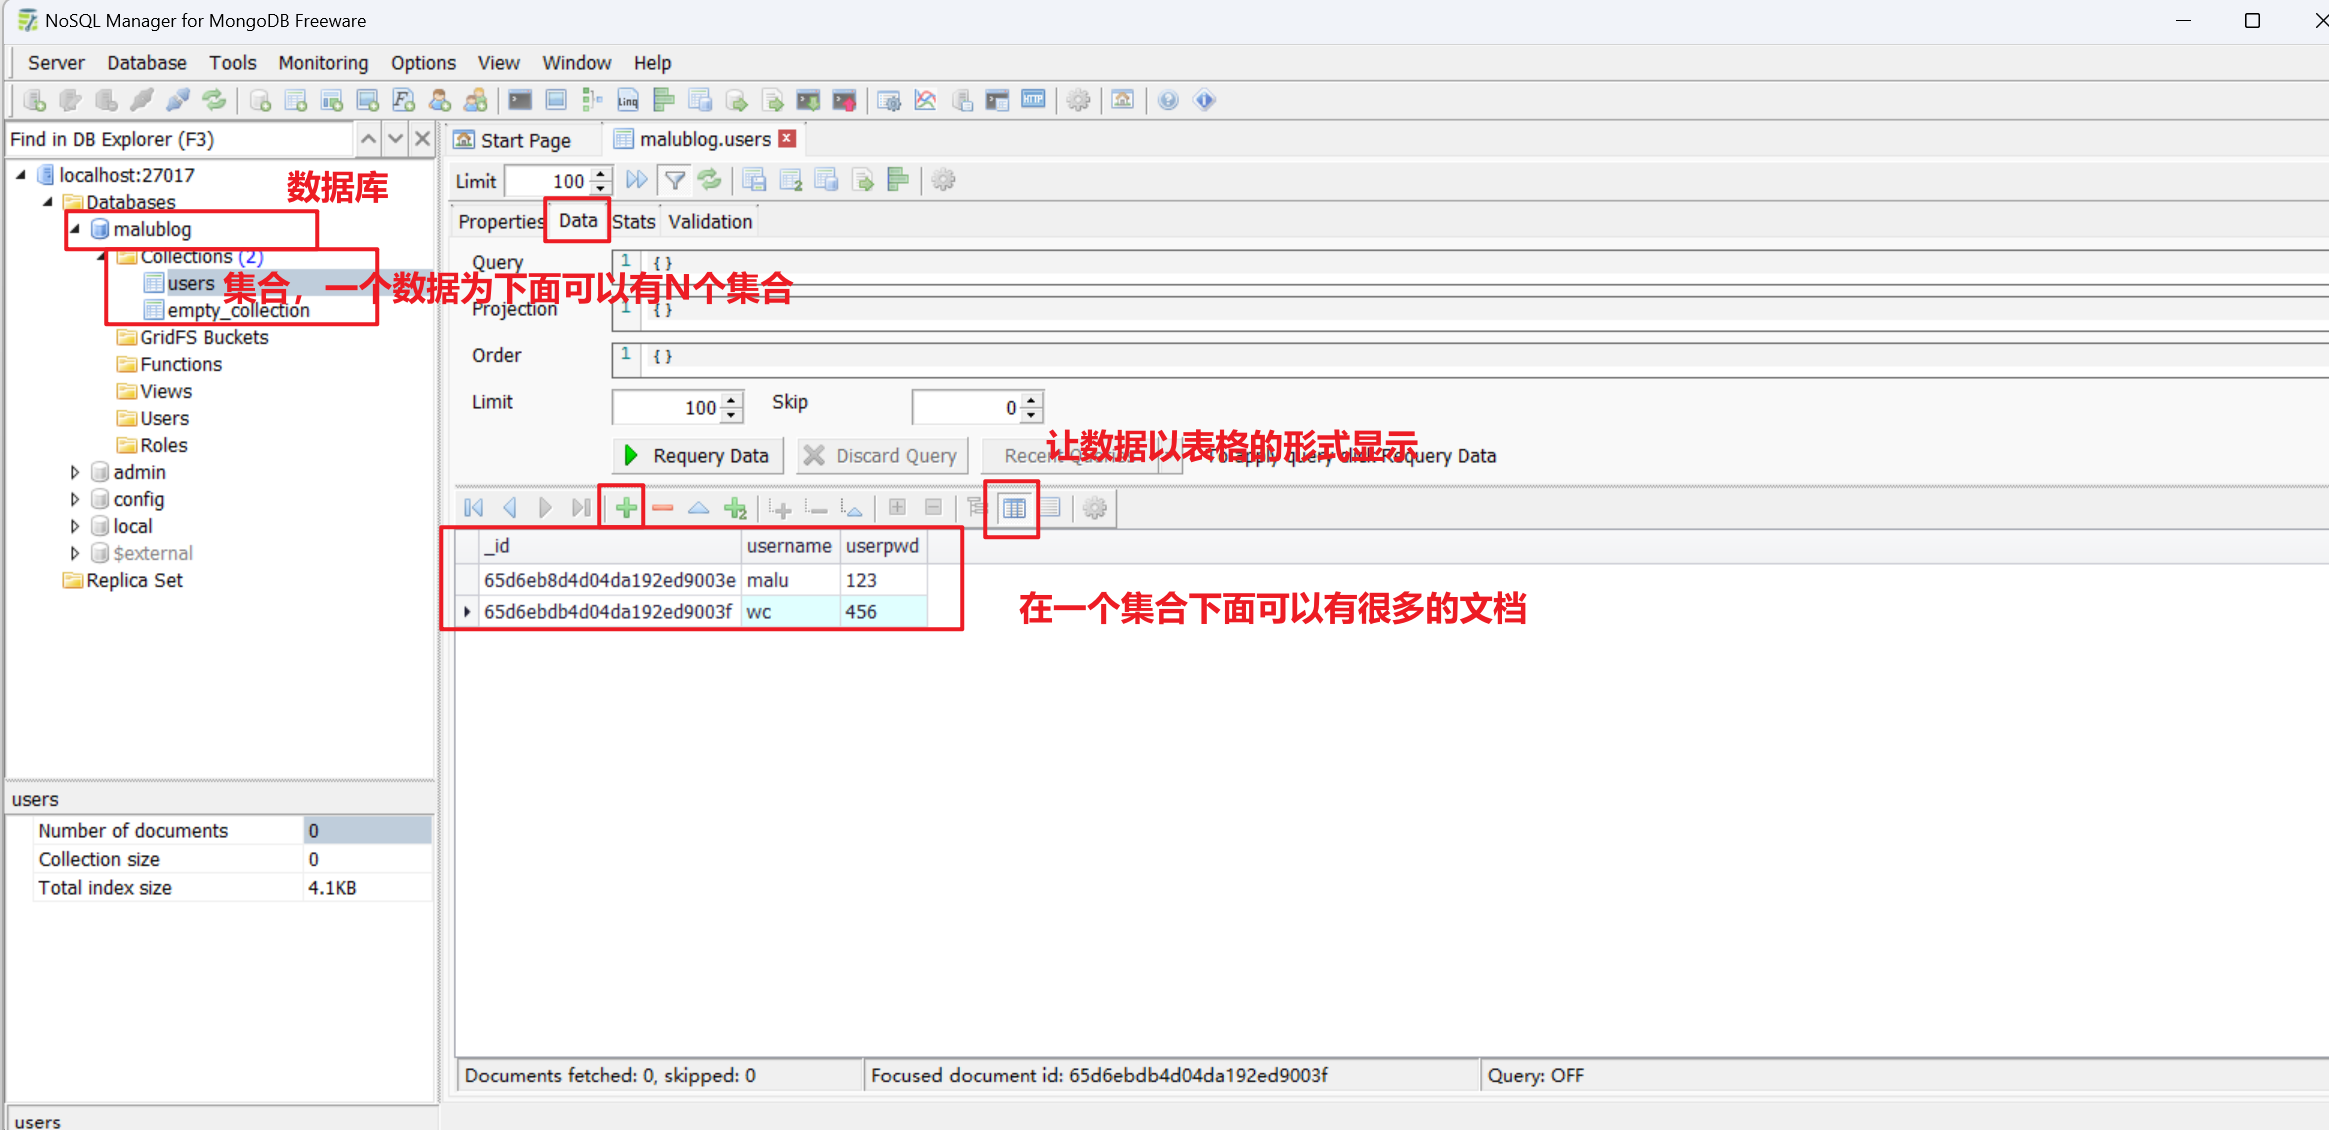 NoSQL Manager for MongoDB Freeware
Server Database Tools Monitoring Options View Window Help
Find in DB Explorer (F3)
localhost:27017
数据库
Databases
malublog
Collections (2)
users
集合，一个数据为下面可以有N个集合
empty_collection
GridFS Buckets
Functions
Views
Users
Roles
admin
config
local
$external
Replica Set
users
Number of documents 0
Collection size 0
Total index size 4.1KB
users
Start Page malublog.users
Limit 100
Properties Data Stats Validation
Query 1 {}
Projection 1 {}
Order 1 {}
Limit 100 Skip 0
让数据以表格的形式显示
Requery Data Discard Query Recent Queries To apply query click Requery Data
_id username userpwd
65d6eb8d4d04da192ed9003e malu 123
65d6ebdb4d04da192ed9003f wc 456
在一个集合下面可以有很多的文档
Documents fetched: 0, skipped: 0 Focused document id: 65d6ebdb4d04da192ed9003f Query: OFF